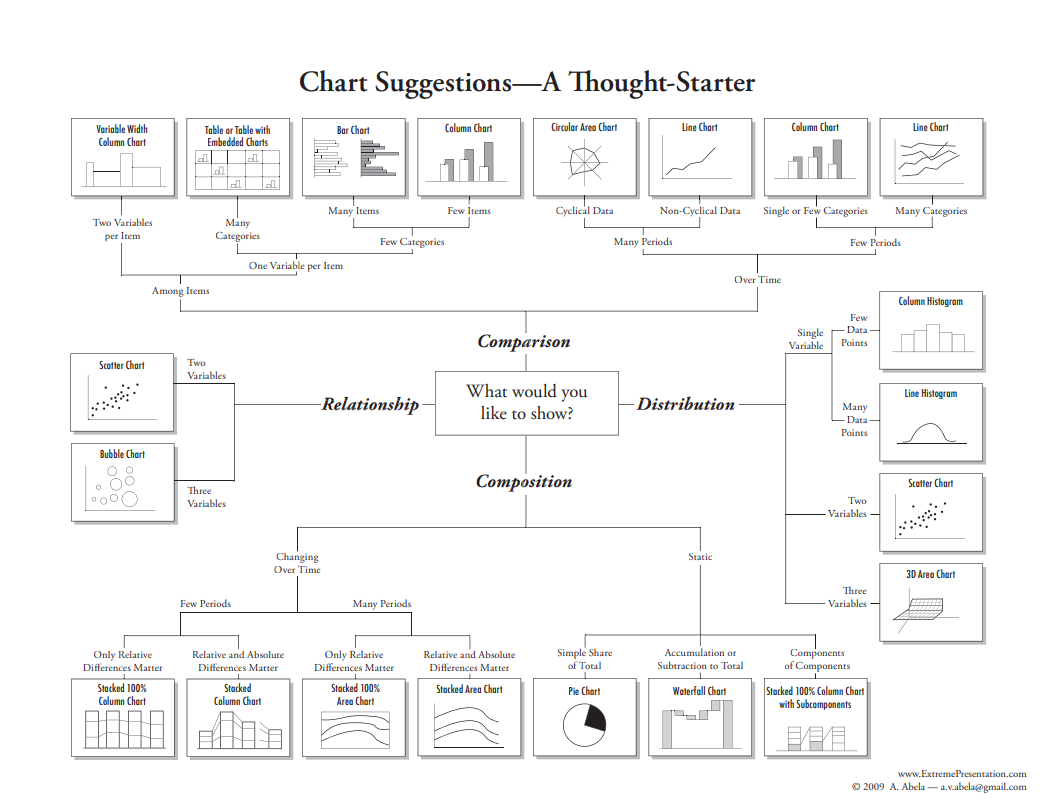 Chart Suggestions—A Thought-Starter
Variable Width
Column Chart
Table or Table with
Embedded Charts
Bar Chart
Column Chart
Circular Area Chart
Line Chart
Column Chart
Line Chart
Two Variables
per Item
Many
Categories
Many Items
Few Items
Cyclical Data
Non-Cyclical Data
Single or Few Categories
Many Categories
Few Categories
Many Periods
Few Periods
One Variable per Item
Among Items
Over Time
Comparison
What would you
like to show?
Relationship
Distribution
Composition
Scatter Chart
Two
Variables
Bubble Chart
Three
Variables
Single
Variable
Few
Data
Points
Column Histogram
Many
Data
Points
Line Histogram
Two
Variables
Scatter Chart
Three
Variables
3D Area Chart
Changing
Over Time
Static
Few Periods
Many Periods
Only Relative
Differences Matter
Relative and Absolute
Differences Matter
Only Relative
Differences Matter
Relative and Absolute
Differences Matter
Simple Share
of Total
Accumulation or
Subtraction to Total
Components
of Components
Stacked 100%
Column Chart
Stacked
Column Chart
Stacked 100%
Area Chart
Stacked Area Chart
Pie Chart
Waterfall Chart
Stacked 100% Column Chart
with Subcomponents
www.ExtremePresentation.com
© 2009 A. Abela — a.v.abela@gmail.com